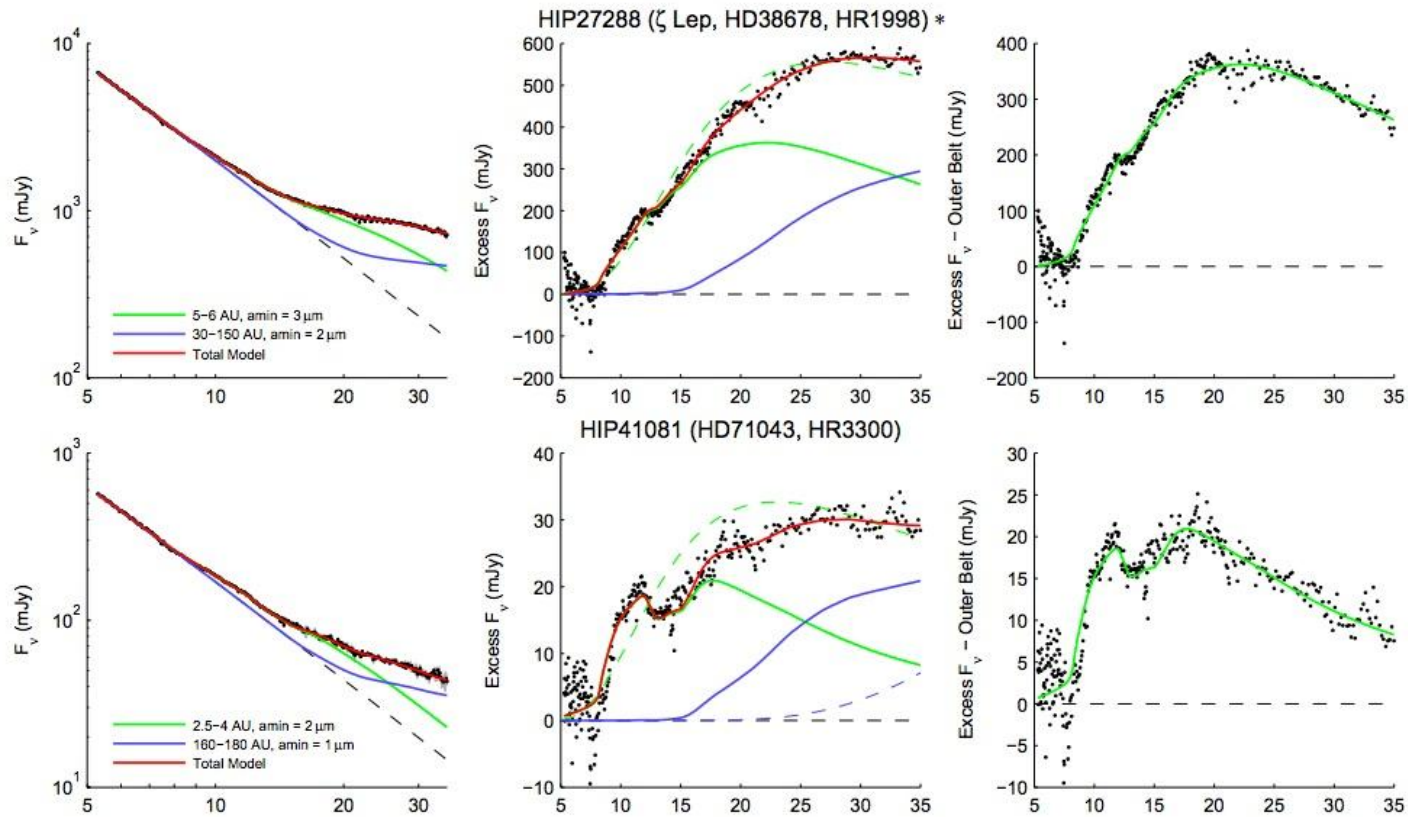 HIP27288 (ζ Lep, HD38678, HR1998) *
10^4
10^3
10^2
F_ν (mJy)
5-6 AU, amin = 3 μm
30-150 AU, amin = 2 μm
Total Model
5 10 20 30
600
500
400
300
200
100
0
-100
-200
Excess F_ν (mJy)
5 10 15 20 25 30 35
400
300
200
100
0
-100
-200
Excess F_ν - Outer Belt (mJy)
5 10 15 20 25 30 35
HIP41081 (HD71043, HR3300)
10^3
10^2
10^1
F_ν (mJy)
2.5-4 AU, amin = 2 μm
160-180 AU, amin = 1 μm
Total Model
5 10 20 30
40
30
20
10
0
-10
Excess F_ν (mJy)
5 10 15 20 25 30 35
30
25
20
15
10
5
0
-5
-10
Excess F_ν - Outer Belt (mJy)
5 10 15 20 25 30 35